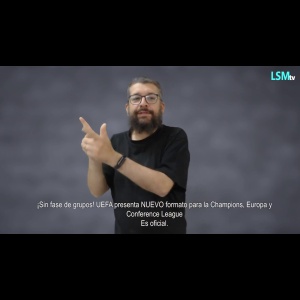 LSMtv
¡Sin fase de grupos! UEFA presenta NUEVO formato para la Champions, Europa y
Conference League
Es oficial.